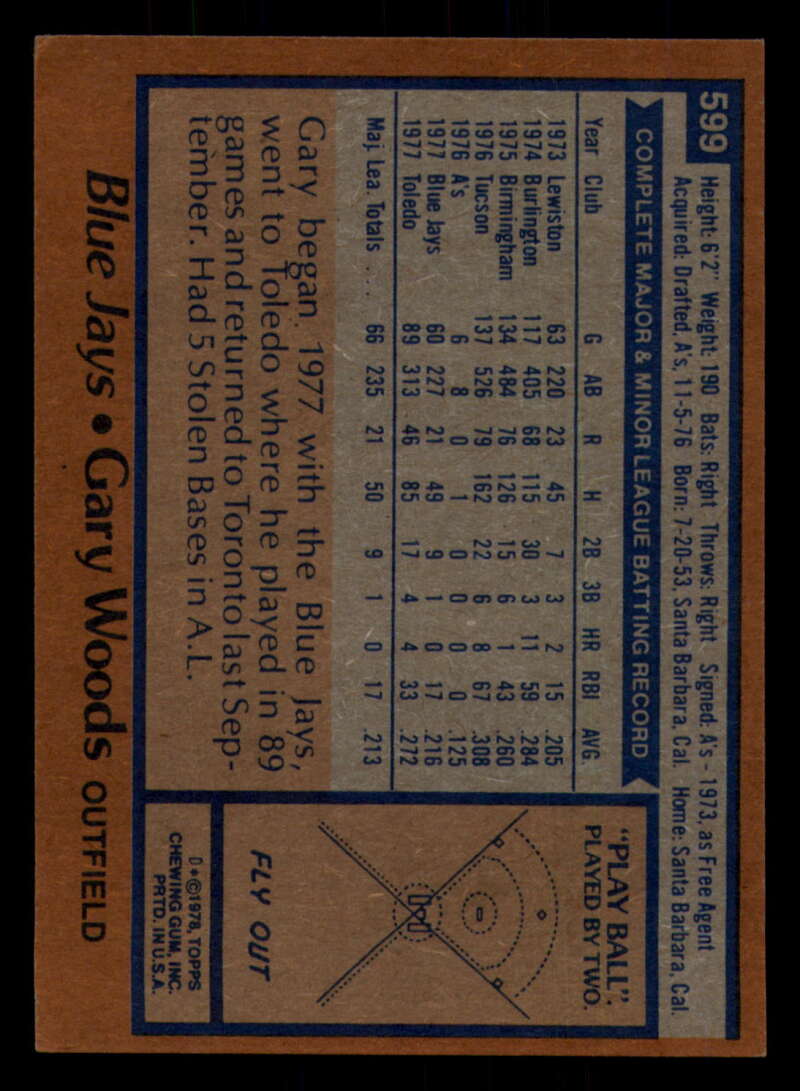 599
Height: 6'2" Weight: 190 Bats: Right Throws: Right Signed: A's - 1973, as Free Agent
Acquired: Drafted, A's, 11-5-76 Born: 7-20-53, Santa Barbara, Cal. Home: Santa Barbara, Cal.
COMPLETE MAJOR & MINOR LEAGUE BATTING RECORD
Year Club G AB R H 2B 3B HR RBI AVG.
1973 Lewiston 63 220 23 45 7 3 2 15 .205
1974 Burlington 117 405 68 115 30 3 11 59 .284
1975 Birmingham 134 484 76 126 15 6 1 43 .260
1976 Tucson 137 526 79 162 22 6 8 67 .308
1976 A's 6 8 0 1 0 0 0 0 .125
1977 Blue Jays 60 227 21 49 9 1 0 17 .216
1977 Toledo 89 313 46 85 17 4 4 33 .272
Maj. Lea. Totals .... 66 235 21 50 9 1 0 17 .213
Gary began 1977 with the Blue Jays,
went to Toledo where he played in 89
games and returned to Toronto last Sep-
tember. Had 5 Stolen Bases in A.L.
"PLAY BALL":
PLAYED BY TWO.
FLY OUT
©1978, TOPPS
CHEWING GUM, INC.
PRTD. IN U.S.A.
Blue Jays • Gary Woods OUTFIELD